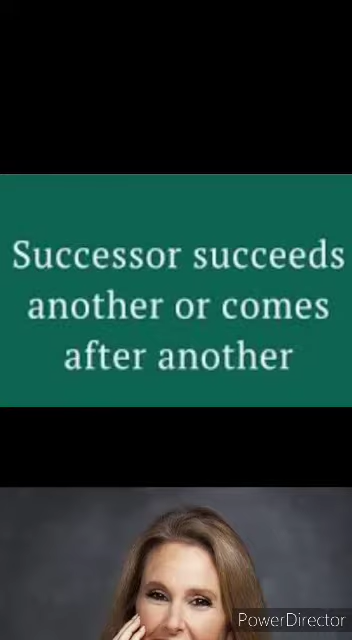 Successor succeeds
another or comes
after another
PowerDirector